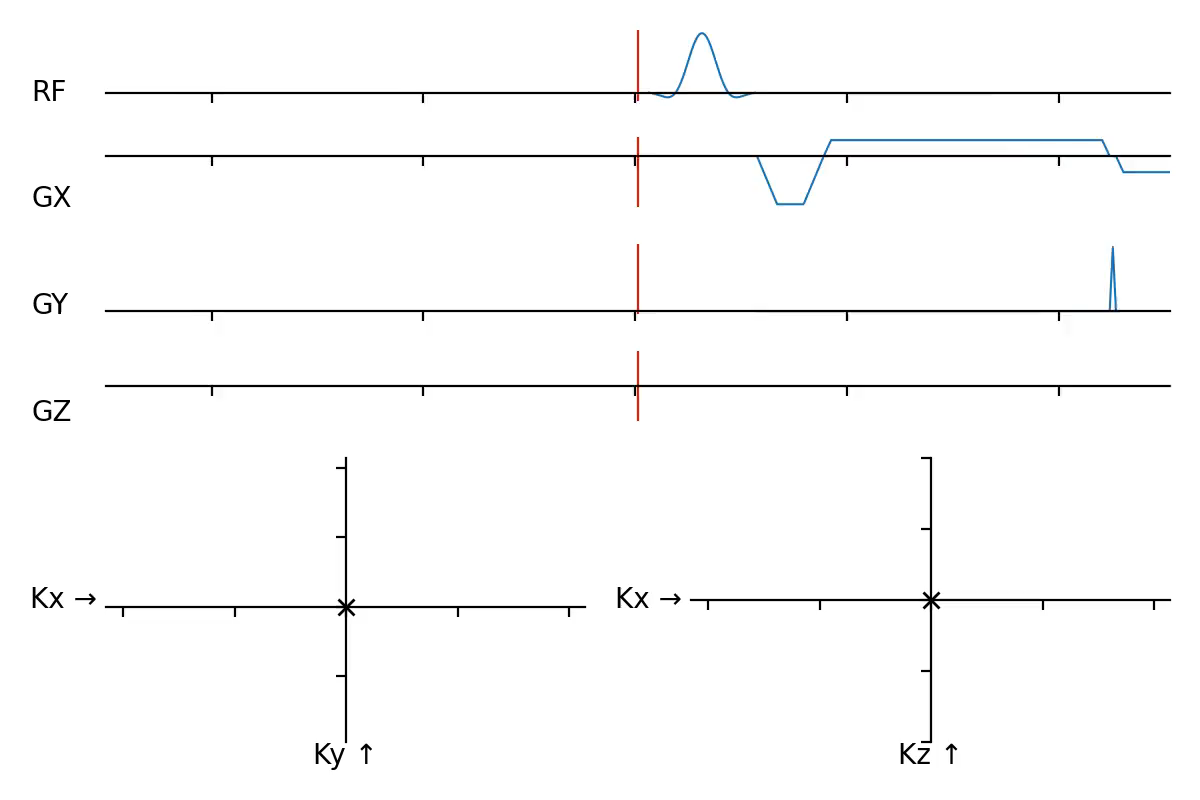 RF
GX
GY
GZ
Kx →
Kx →
Ky ↑
Kz ↑